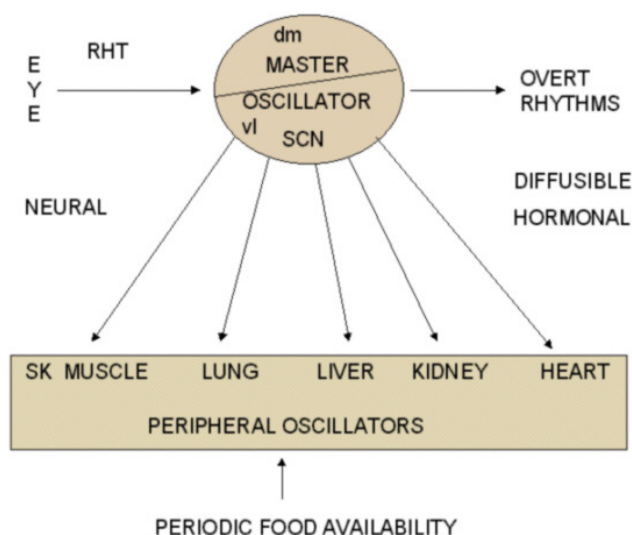 dm
MASTER
OSCILLATOR
vl
SCN
E
Y
E
RHT
OVERT
RHYTHMS
NEURAL
DIFFUSIBLE
HORMONAL
SK MUSCLE LUNG LIVER KIDNEY HEART
PERIPHERAL OSCILLATORS
PERIODIC FOOD AVAILABILITY